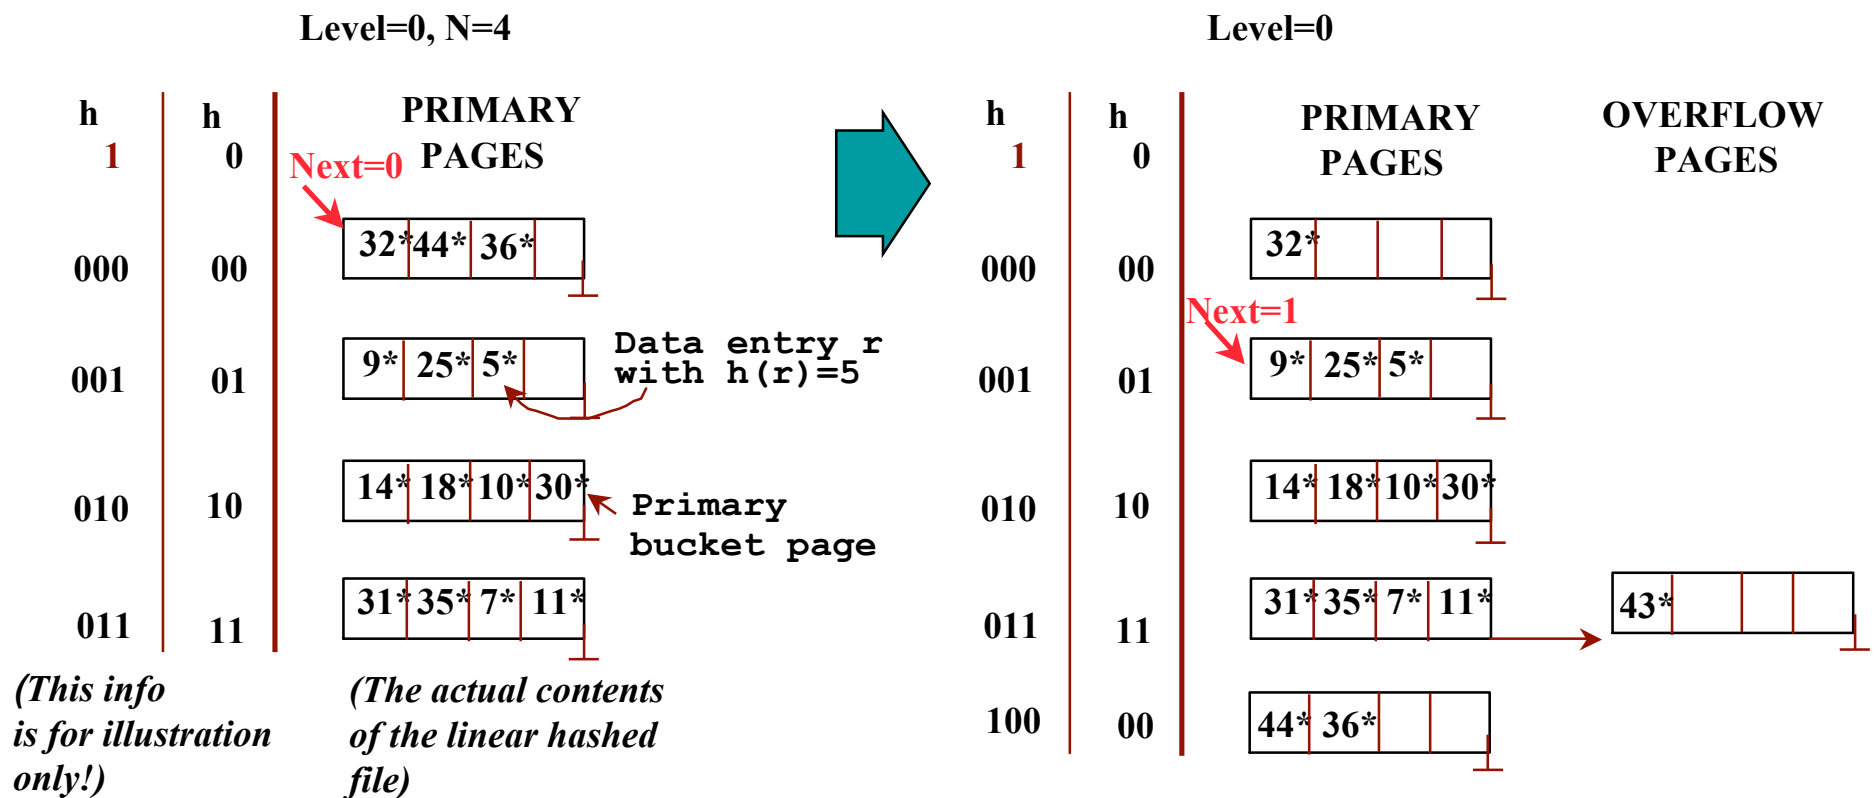 Level=0, N=4
h
1
h
0
PRIMARY
PAGES
Next=0
000
00
32* 44* 36*
001
01
9* 25* 5*
Data entry r
with h(r)=5
010
10
14* 18* 10* 30*
Primary
bucket page
011
11
31* 35* 7* 11*
(This info
is for illustration
only!)
(The actual contents
of the linear hashed
file)
Level=0
h
1
h
0
PRIMARY
PAGES
OVERFLOW
PAGES
000
00
32*
Next=1
001
01
9* 25* 5*
010
10
14* 18* 10* 30*
011
11
31* 35* 7* 11*
43*
100
00
44* 36*